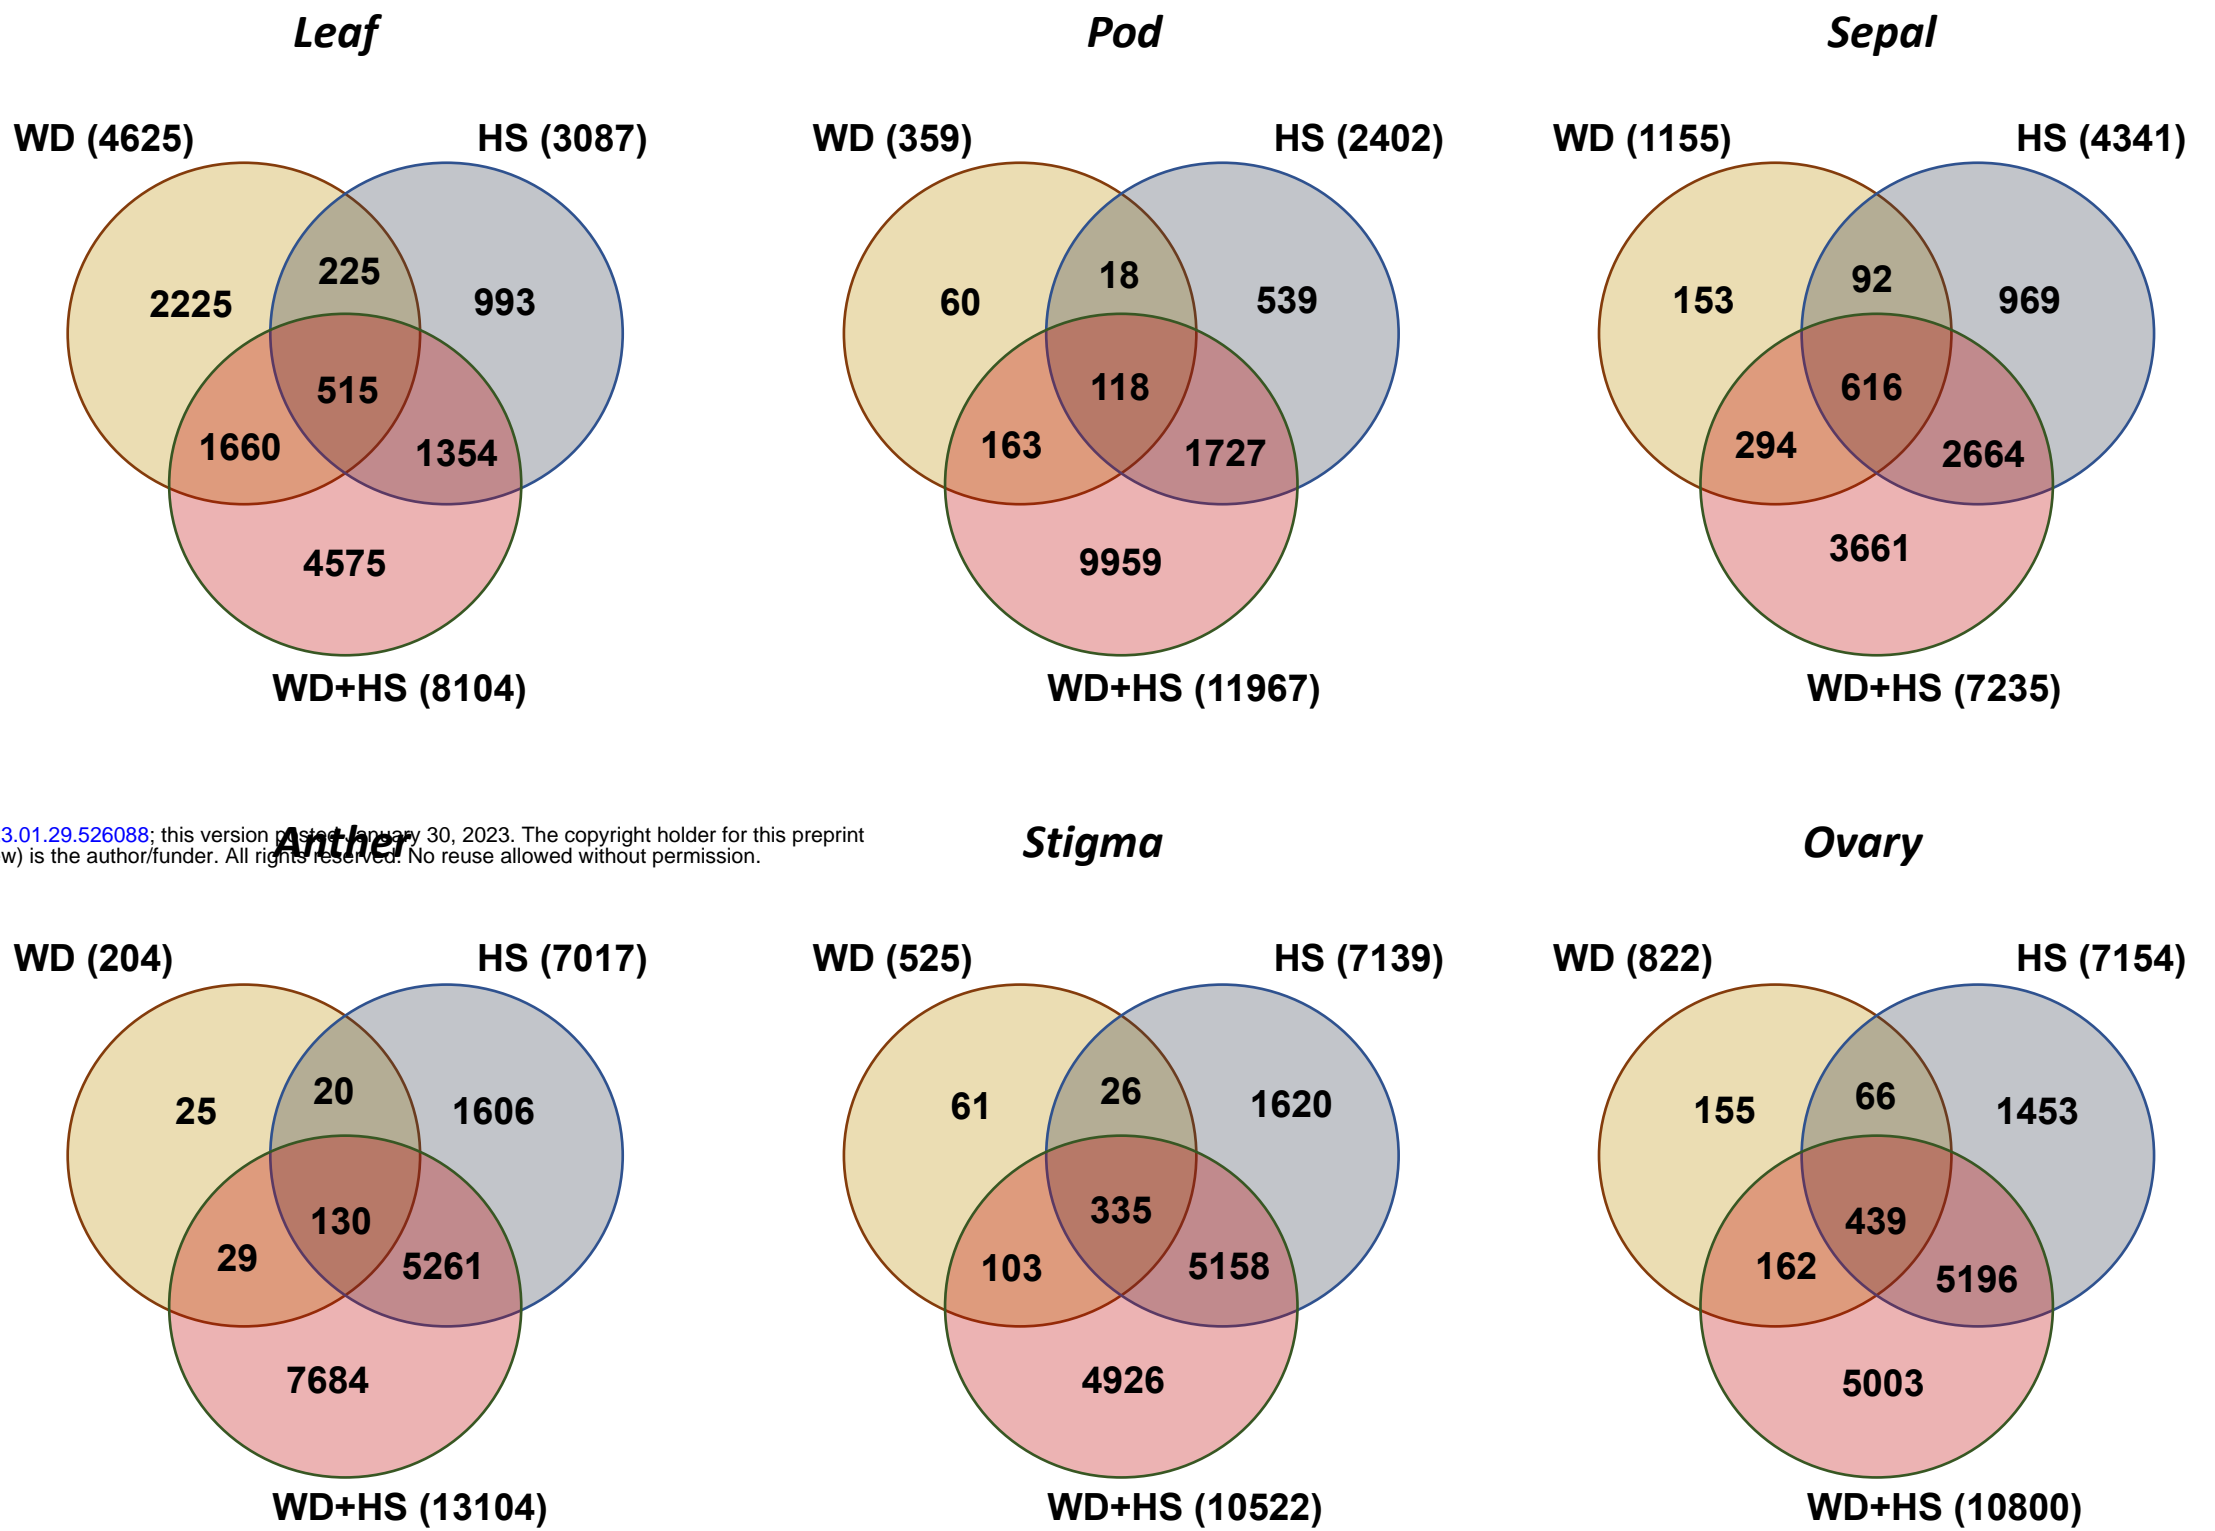 Leaf
Pod
Sepal
WD (4625)
HS (3087)
WD (359)
HS (2402)
WD (1155)
HS (4341)
2225
225
993
515
1660
1354
4575
WD+HS (8104)
60
18
539
118
163
1727
9959
WD+HS (11967)
153
92
969
616
294
2664
3661
WD+HS (7235)
3.01.29.526088; this version posted January 30, 2023. The copyright holder for this preprint
w) is the author/funder. All rights reserved. No reuse allowed without permission.
Anther
Stigma
Ovary
WD (204)
HS (7017)
WD (525)
HS (7139)
WD (822)
HS (7154)
25
20
1606
130
29
5261
7684
WD+HS (13104)
61
26
1620
335
103
5158
4926
WD+HS (10522)
155
66
1453
439
162
5196
5003
WD+HS (10800)